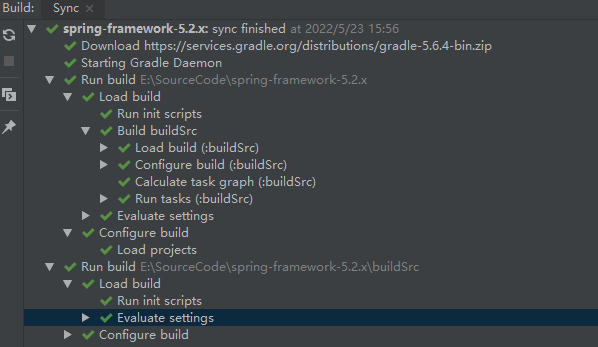 Build: Sync
spring-framework-5.2.x: sync finished at 2022/5/23 15:56
Download https://services.gradle.org/distributions/gradle-5.6.4-bin.zip
Starting Gradle Daemon
Run build E:\SourceCode\spring-framework-5.2.x
Load build
Run init scripts
Build buildSrc
Load build (:buildSrc)
Configure build (:buildSrc)
Calculate task graph (:buildSrc)
Run tasks (:buildSrc)
Evaluate settings
Configure build
Load projects
Run build E:\SourceCode\spring-framework-5.2.x\buildSrc
Load build
Run init scripts
Evaluate settings
Configure build